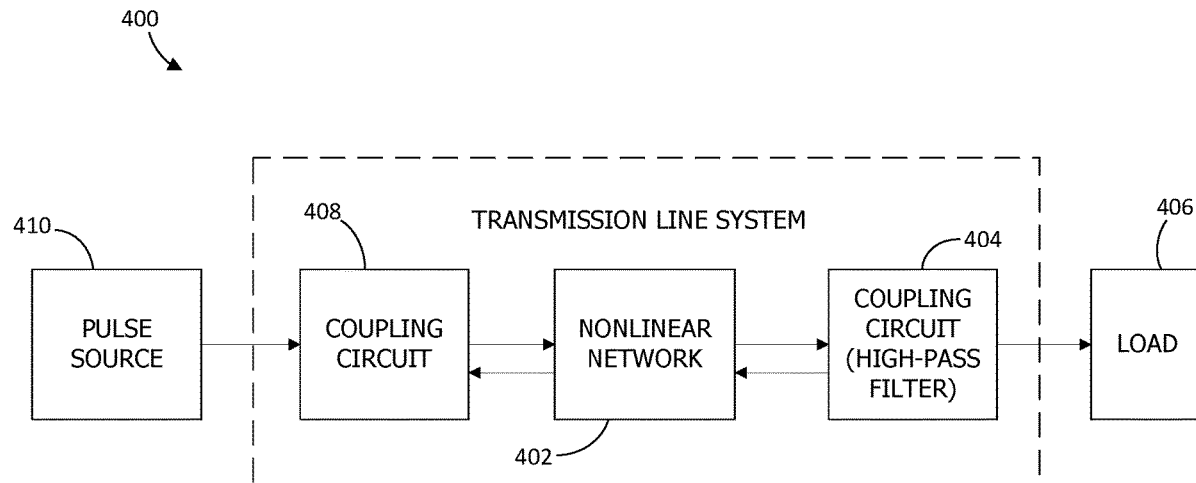 400
TRANSMISSION LINE SYSTEM
410
408
404
406
PULSE
SOURCE
COUPLING
CIRCUIT
NONLINEAR
NETWORK
COUPLING
CIRCUIT
(HIGH-PASS
FILTER)
LOAD
402